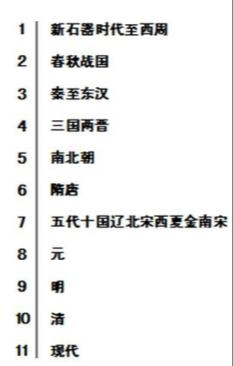 1 新石器时代至西周
2 春秋战国
3 秦至东汉
4 三国两晋
5 南北朝
6 隋唐
7 五代十国辽北宋西夏金南宋
8 元
9 明
10 清
11 现代